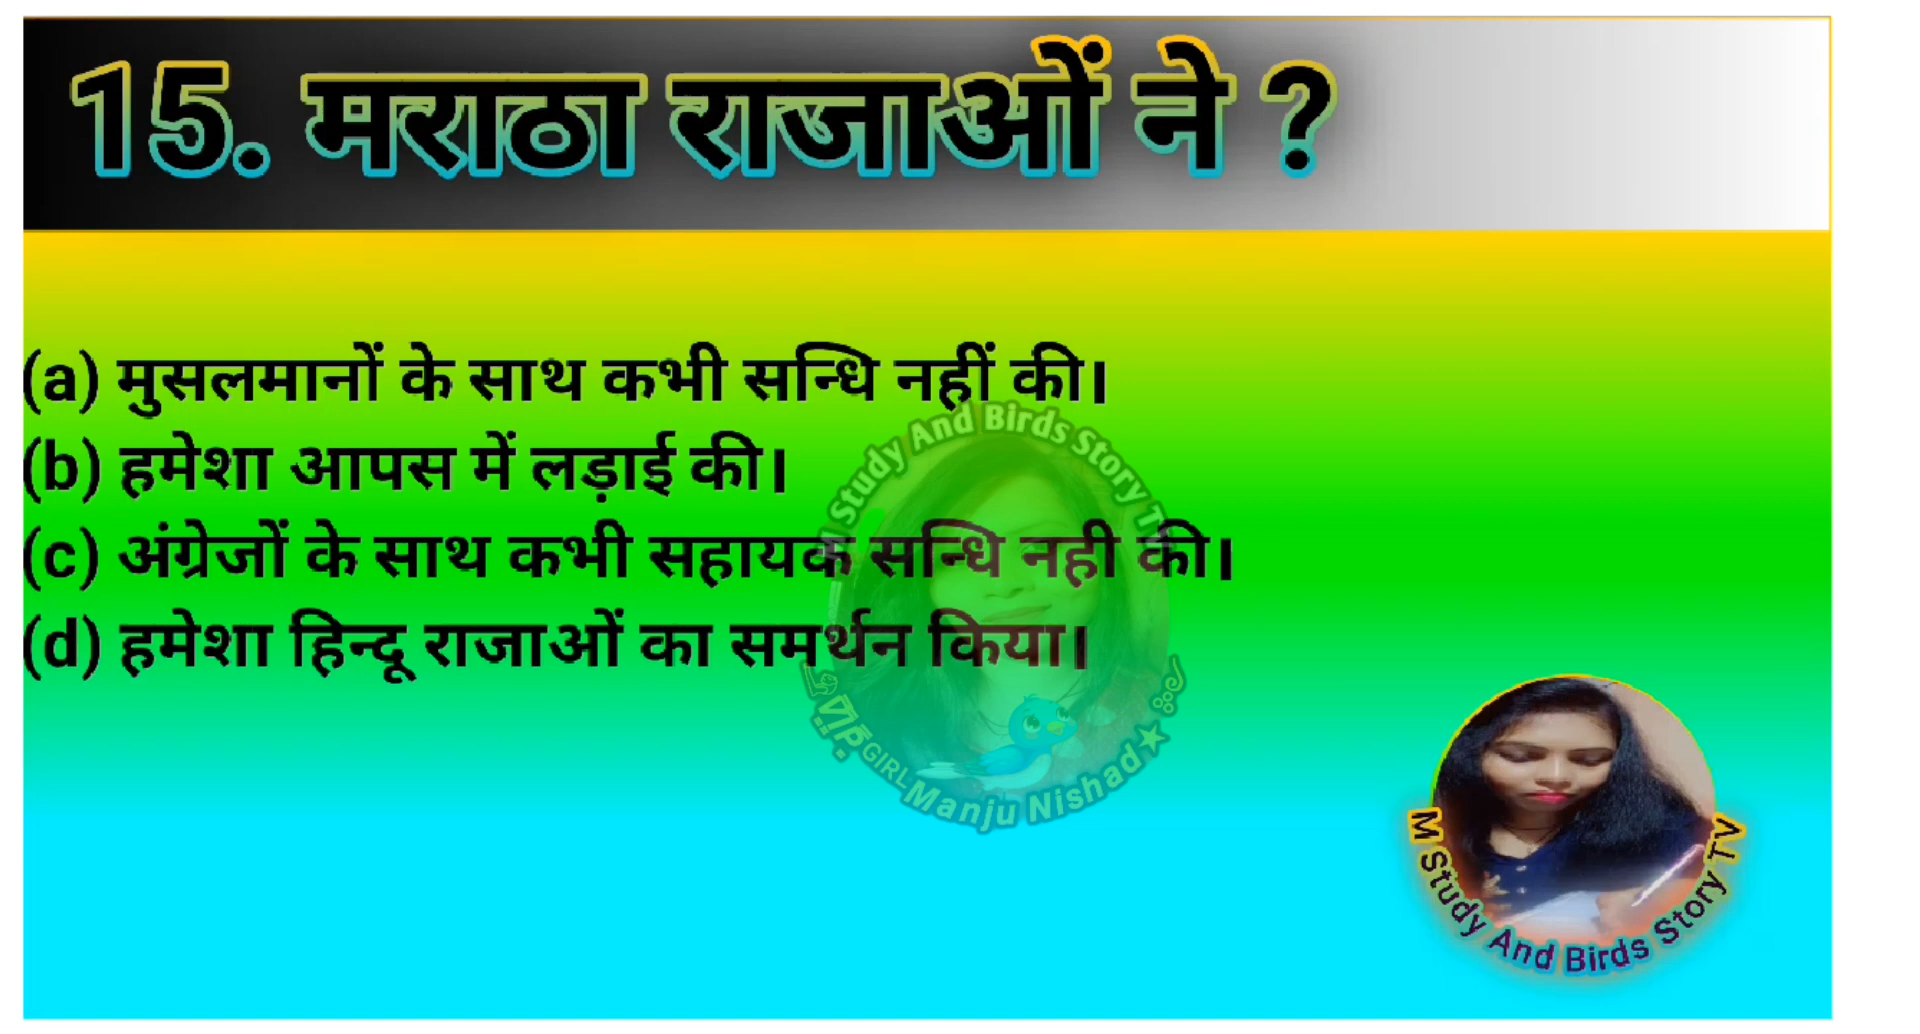 15. मराठा राजाओं ने ?
(a) मुसलमानों के साथ कभी सन्धि नहीं की।
(b) हमेशा आपस में लड़ाई की।
(c) अंग्रेजों के साथ कभी सहायक सन्धि नही की।
(d) हमेशा हिन्दू राजाओं का समर्थन किया।
M Study And Birds Story TV
GIRL Manju Nishad
M Study And Birds Story TV